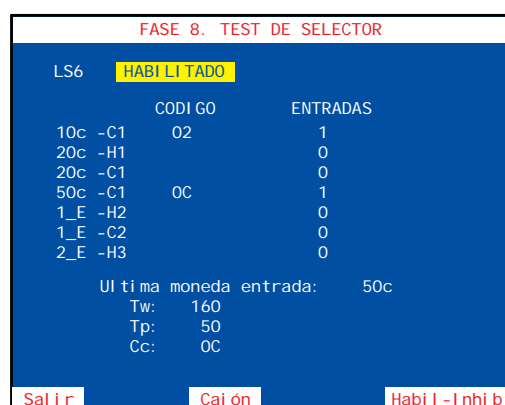 FASE 8. TEST DE SELECTOR
LS6 HABILITADO
CODIGO ENTRADAS
10c -C1 02 1
20c -H1 0
20c -C1 0
50c -C1 0C 1
1_E -H2 0
1_E -C2 0
2_E -H3 0
Ultima moneda entrada: 50c
Tw: 160
Tp: 50
Cc: 0C
Salir Cajón Habil-Inhib